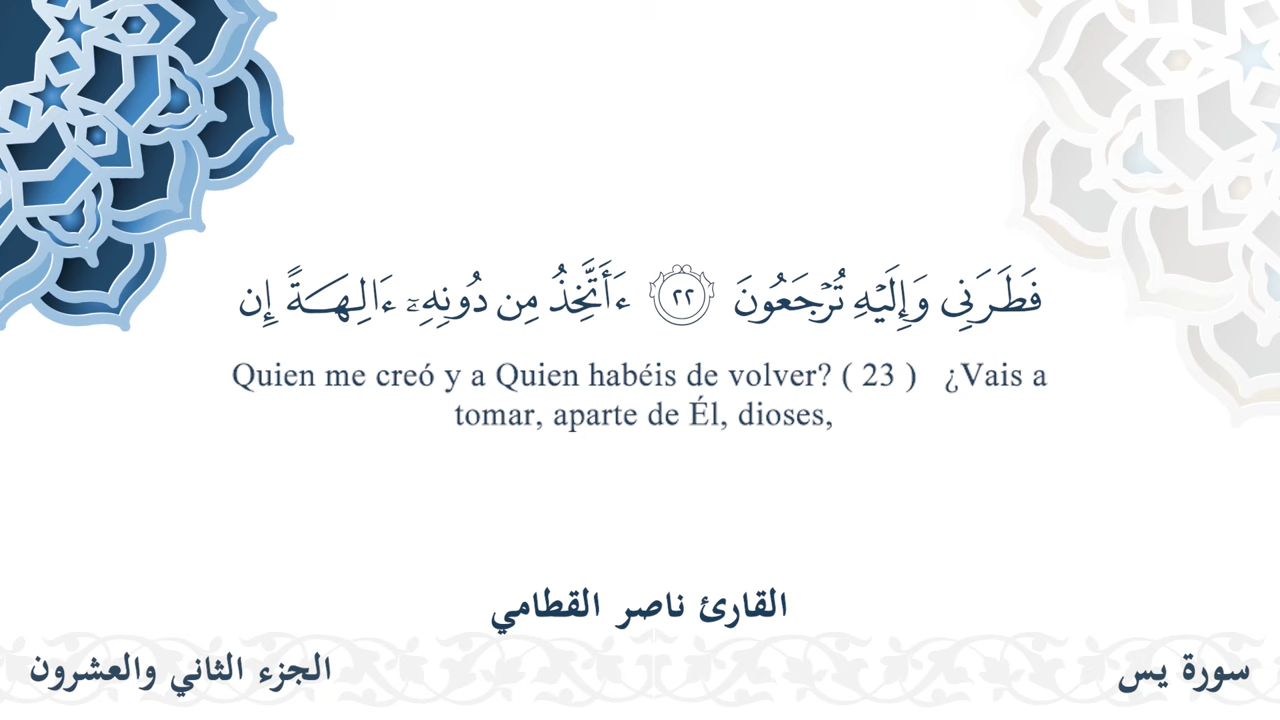 فَطَرَنِى وَإِلَيْهِ تُرْجَعُونَ ٢٢ ءَأَتَّخِذُ مِن دُونِهِۦٓ ءَالِهَةً إِن
Quien me creó y a Quien habéis de volver? ( 23 ) ¿Vais a
tomar, aparte de Él, dioses,
القارئ ناصر القطامي
سورة يس
الجزء الثاني والعشرون